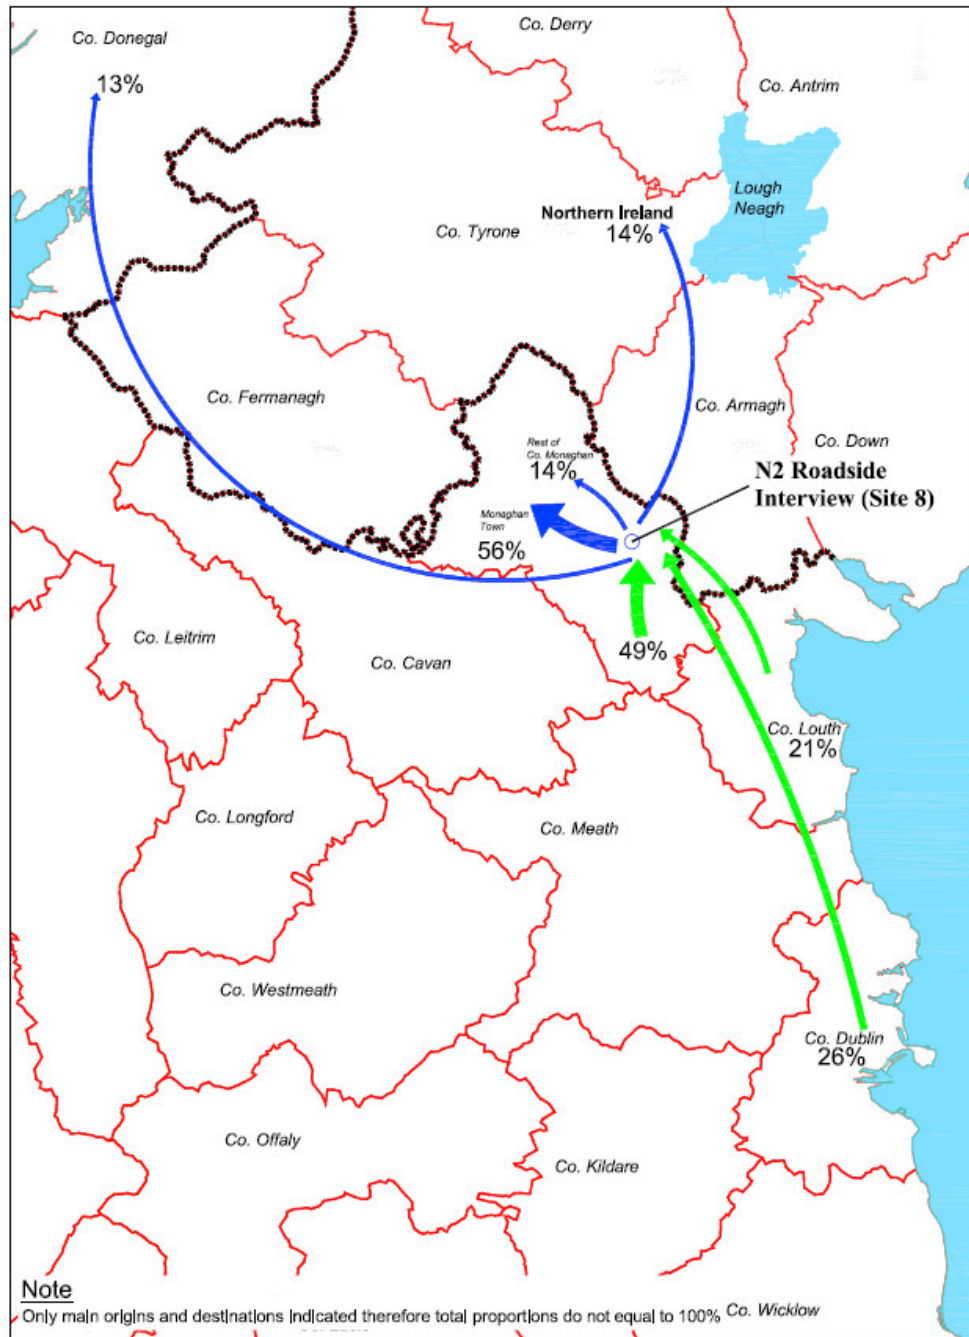 Co. Donegal
13%
Co. Derry
Co. Antrim
Lough
Neagh
Northern Ireland
14%
Co. Tyrone
Co. Fermanagh
Co. Armagh
Co. Down
Rest of
Co. Monaghan
14%
N2 Roadside
Interview (Site 8)
Monaghan
Town
56%
49%
Co. Leitrim
Co. Cavan
Co. Louth
21%
Co. Longford
Co. Meath
Co. Westmeath
Co. Dublin
26%
Co. Offaly
Co. Kildare
Note
Only main origins and destinations indicated therefore total proportions do not equal to 100%
Co. Wicklow